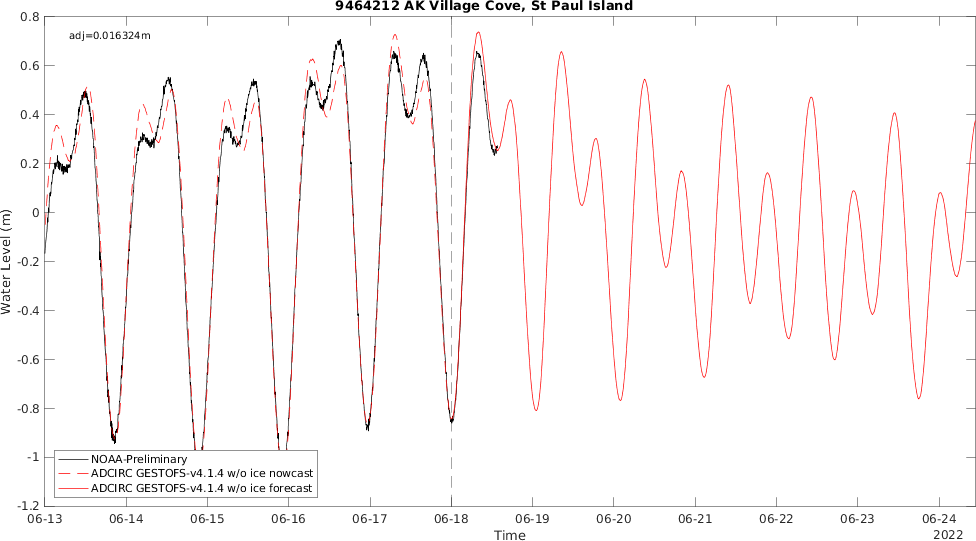 9464212 AK Village Cove, St Paul Island
adj=0.016324m
0.8
0.6
0.4
0.2
0
-0.2
-0.4
-0.6
-0.8
-1
-1.2
Water Level (m)
NOAA-Preliminary
ADCIRC GESTOFS-v4.1.4 w/o ice nowcast
ADCIRC GESTOFS-v4.1.4 w/o ice forecast
06-13 06-14 06-15 06-16 06-17 06-18 06-19 06-20 06-21 06-22 06-23 06-24
Time
2022